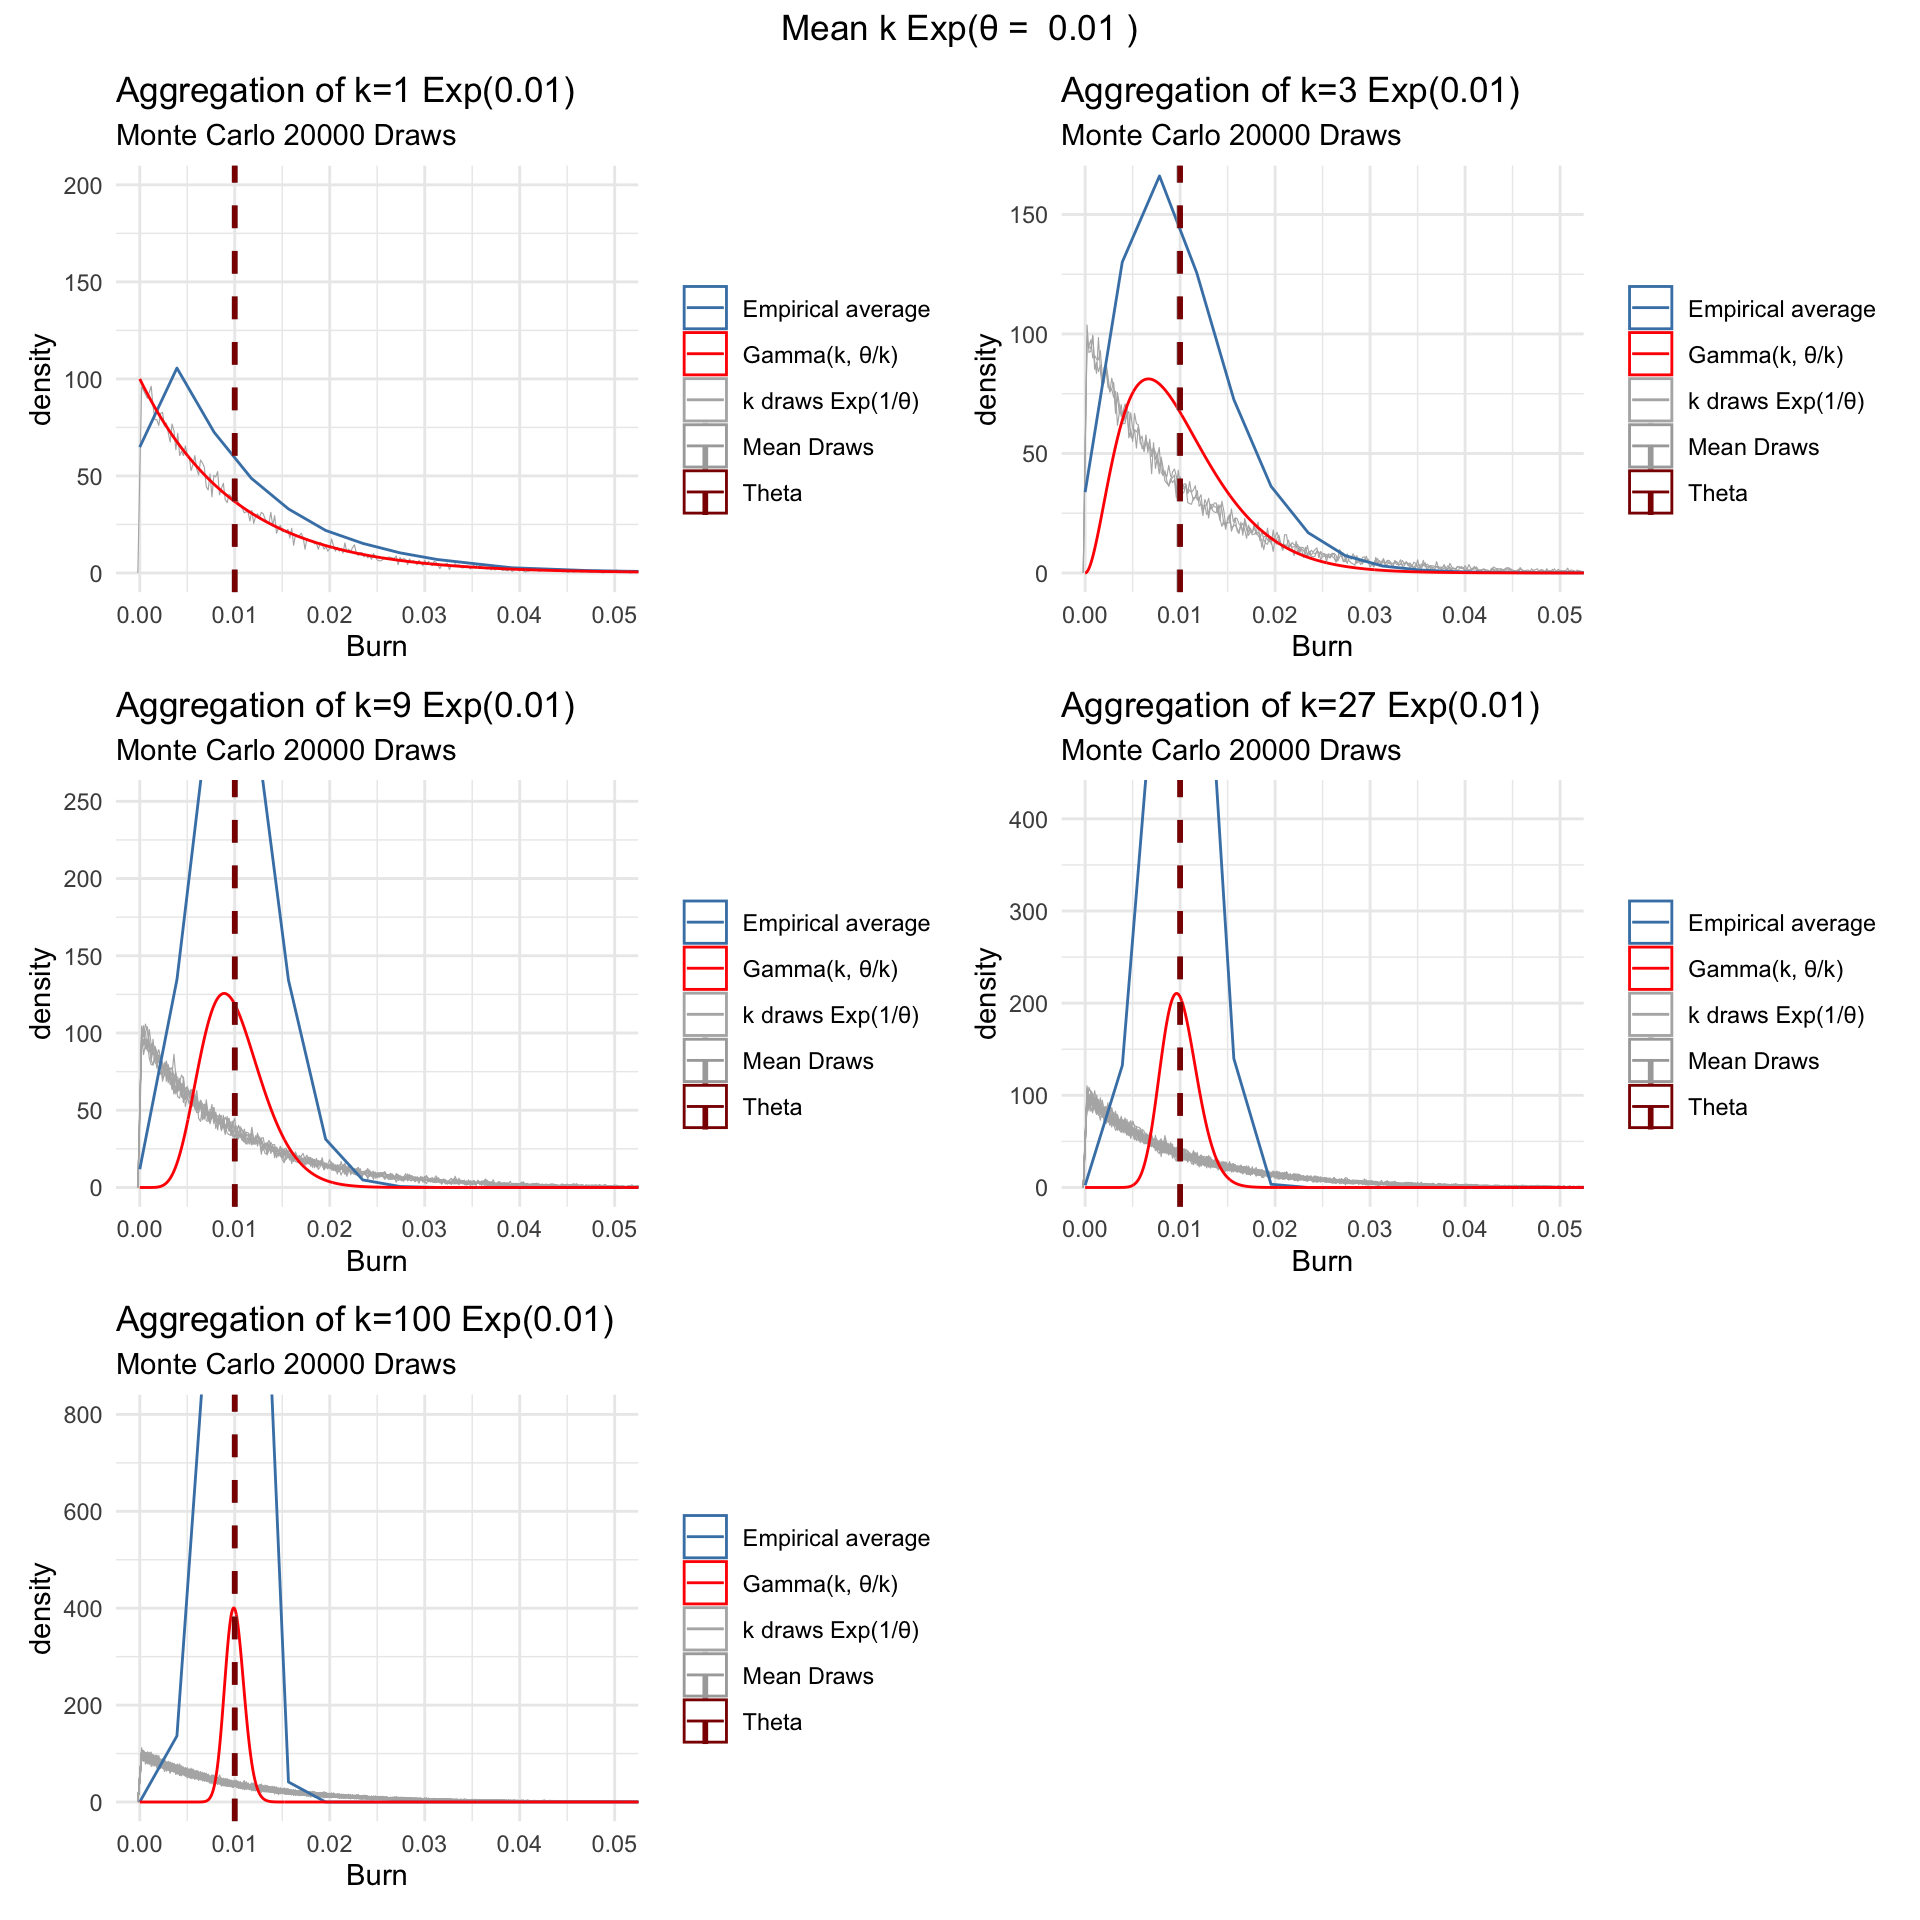 Mean k Exp(θ =  0.01 )
Aggregation of k=1 Exp(0.01)
Monte Carlo 20000 Draws
200
150
100
50
0
density
0.00 0.01 0.02 0.03 0.04 0.05
Burn
Empirical average
Gamma(k, θ/k)
k draws Exp(1/θ)
Mean Draws
Theta
Aggregation of k=3 Exp(0.01)
Monte Carlo 20000 Draws
150
100
50
0
density
0.00 0.01 0.02 0.03 0.04 0.05
Burn
Empirical average
Gamma(k, θ/k)
k draws Exp(1/θ)
Mean Draws
Theta
Aggregation of k=9 Exp(0.01)
Monte Carlo 20000 Draws
250
200
150
100
50
0
density
0.00 0.01 0.02 0.03 0.04 0.05
Burn
Empirical average
Gamma(k, θ/k)
k draws Exp(1/θ)
Mean Draws
Theta
Aggregation of k=27 Exp(0.01)
Monte Carlo 20000 Draws
400
300
200
100
0
density
0.00 0.01 0.02 0.03 0.04 0.05
Burn
Empirical average
Gamma(k, θ/k)
k draws Exp(1/θ)
Mean Draws
Theta
Aggregation of k=100 Exp(0.01)
Monte Carlo 20000 Draws
800
600
400
200
0
density
0.00 0.01 0.02 0.03 0.04 0.05
Burn
Empirical average
Gamma(k, θ/k)
k draws Exp(1/θ)
Mean Draws
Theta